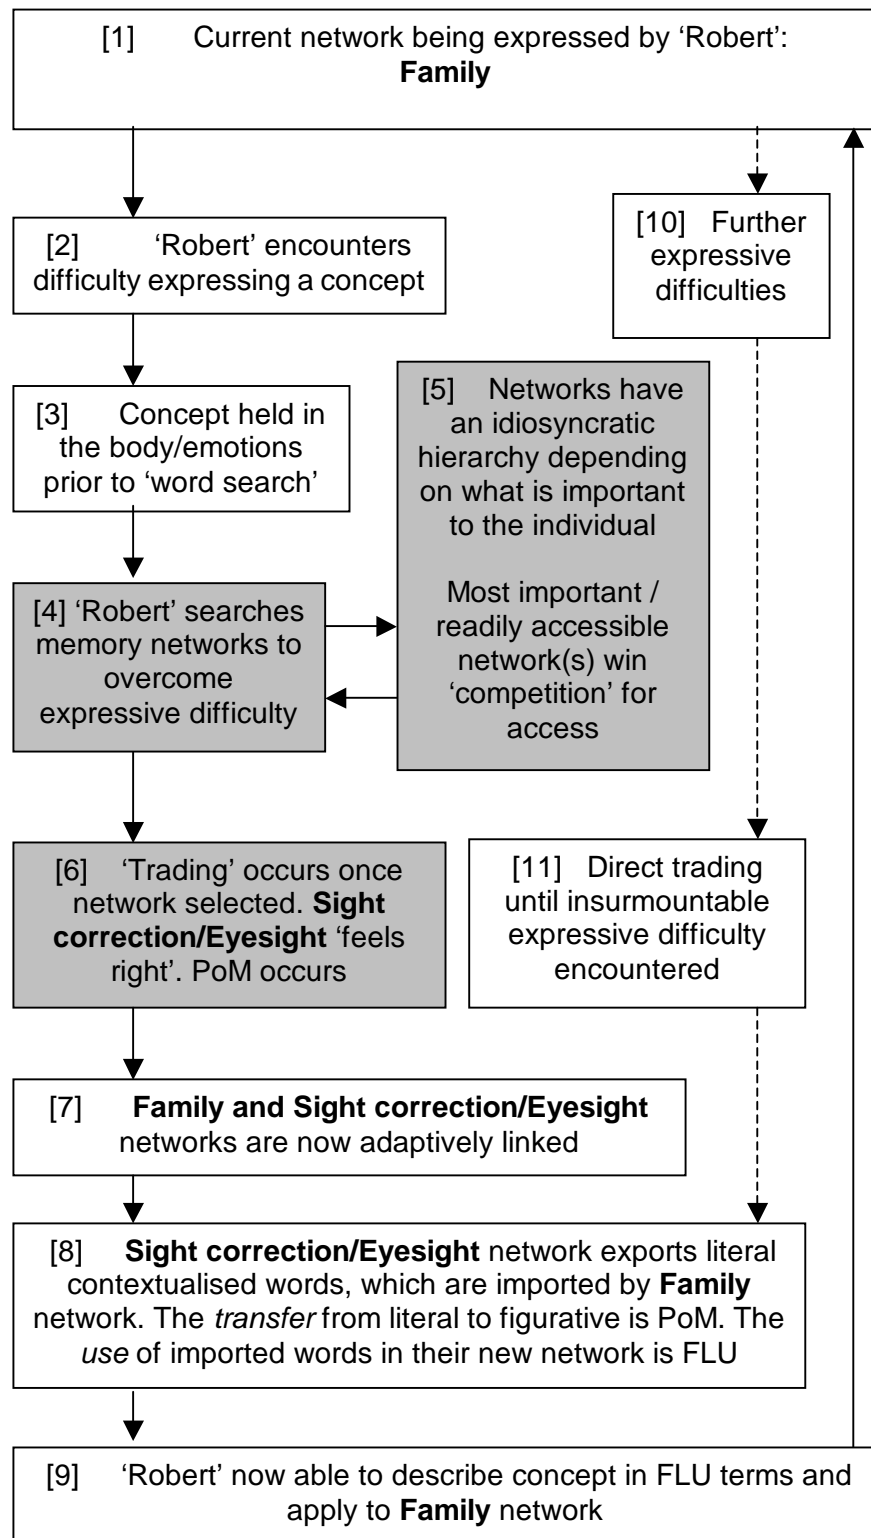 [1] Current network being expressed by ‘Robert’:
Family
[2] ‘Robert’ encounters
difficulty expressing a concept
[10] Further
expressive
difficulties
[3] Concept held in
the body/emotions
prior to ‘word search’
[5] Networks have
an idiosyncratic
hierarchy depending
on what is important
to the individual
Most important /
readily accessible
network(s) win
‘competition’ for
access
[4] ‘Robert’ searches
memory networks to
overcome
expressive difficulty
[6] ‘Trading’ occurs once
network selected. Sight
correction/Eyesight ‘feels
right’. PoM occurs
[11] Direct trading
until insurmountable
expressive difficulty
encountered
[7] Family and Sight correction/Eyesight
networks are now adaptively linked
[8] Sight correction/Eyesight network exports literal
contextualised words, which are imported by Family
network. The transfer from literal to figurative is PoM. The
use of imported words in their new network is FLU
[9] ‘Robert’ now able to describe concept in FLU terms and
apply to Family network